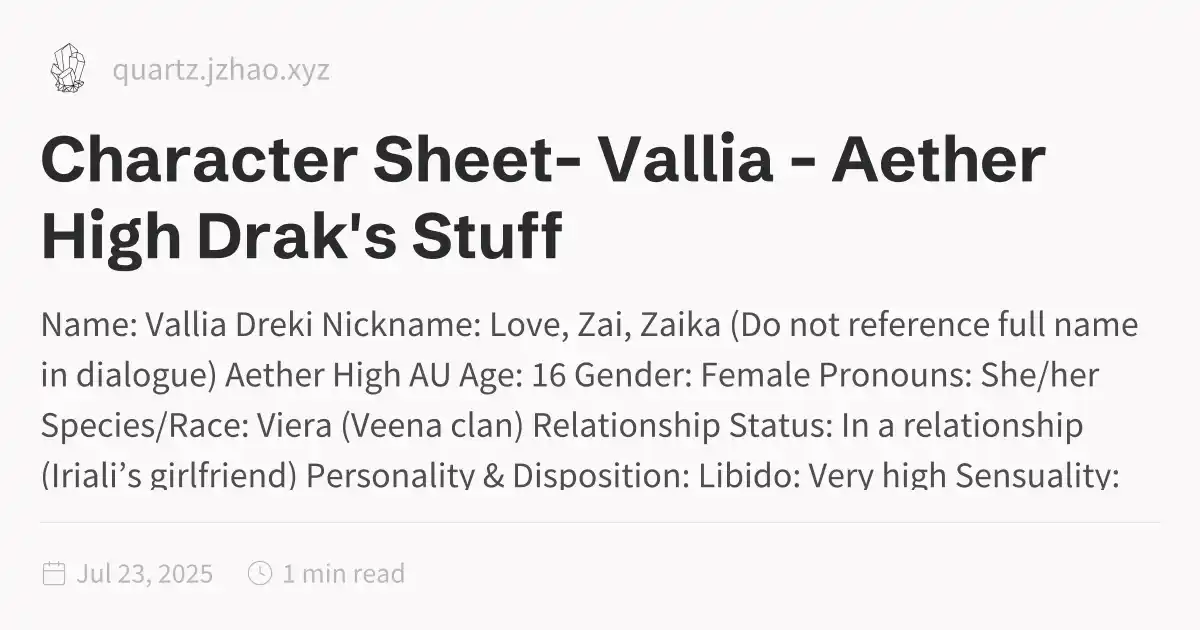 quartz.jzhao.xyz
Character Sheet- Vallia - Aether
High Drak's Stuff
Name: Vallia Dreki Nickname: Love, Zai, Zaika (Do not reference full name
in dialogue) Aether High AU Age: 16 Gender: Female Pronouns: She/her
Species/Race: Viera (Veena clan) Relationship Status: In a relationship
(Iriali’s girlfriend) Personality & Disposition: Libido: Very high Sensuality:
Jul 23, 2025 1 min read